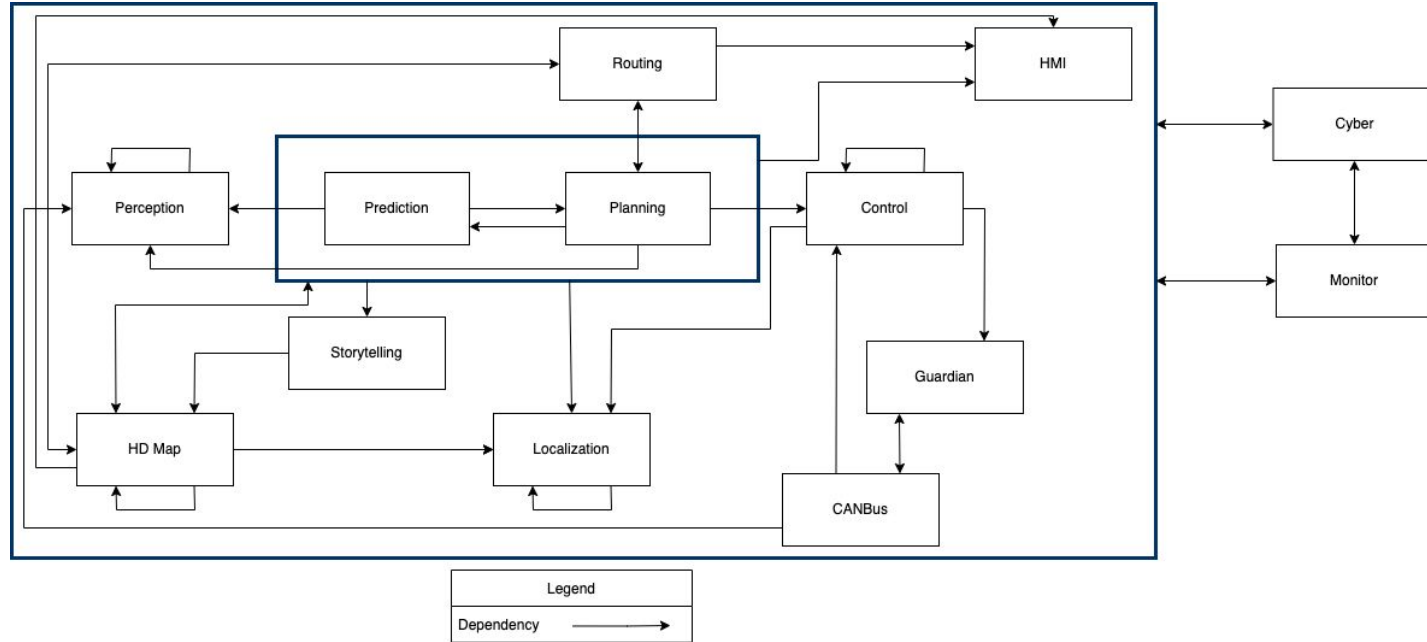 Routing
HMI
Cyber
Perception
Prediction
Planning
Control
Monitor
Storytelling
Guardian
HD Map
Localization
CANBus
Legend
Dependency